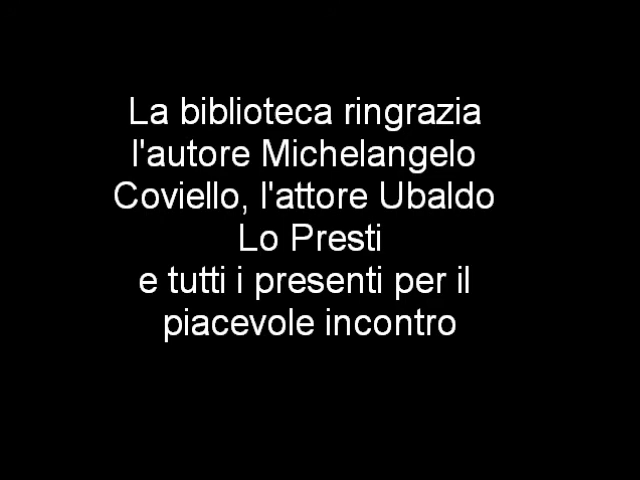 La biblioteca ringrazia
l'autore Michelangelo
Coviello, l'attore Ubaldo
Lo Presti
e tutti i presenti per il
piacevole incontro